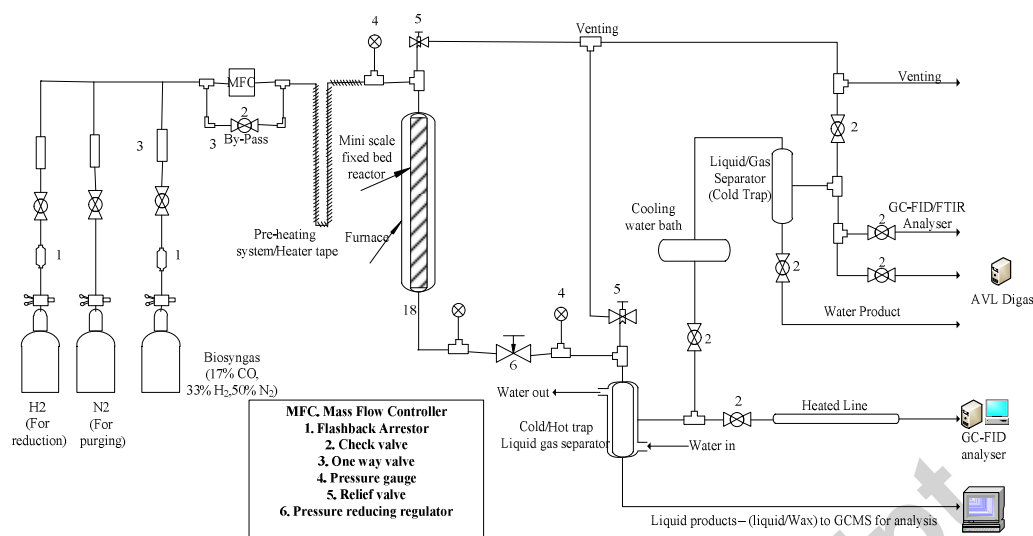 4
5
Venting
MFC
2
By-Pass
3
3
Venting
2
Mini scale
fixed bed
reactor
Liquid/Gas
Separator
(Cold Trap)
Cooling
water bath
GC-FID/FTIR
Analyser
2
2
AVL Digas
1
1
Pre-heating
system/Heater tape
Furnace
18
2
Water Product
4
5
6
2
Biosyngas
(17% CO,
33% H₂,50% N₂)
H2
(For
reduction)
N2
(For
purging)
Water out
Cold/Hot trap
Liquid gas separator
Water in
2
Heated Line
GC-FID
analyser
MFC. Mass Flow Controller
1. Flashback Arrestor
2. Check valve
3. One way valve
4. Pressure gauge
5. Relief valve
6. Pressure reducing regulator
Liquid products– (liquid/Wax) to GCMS for analysis